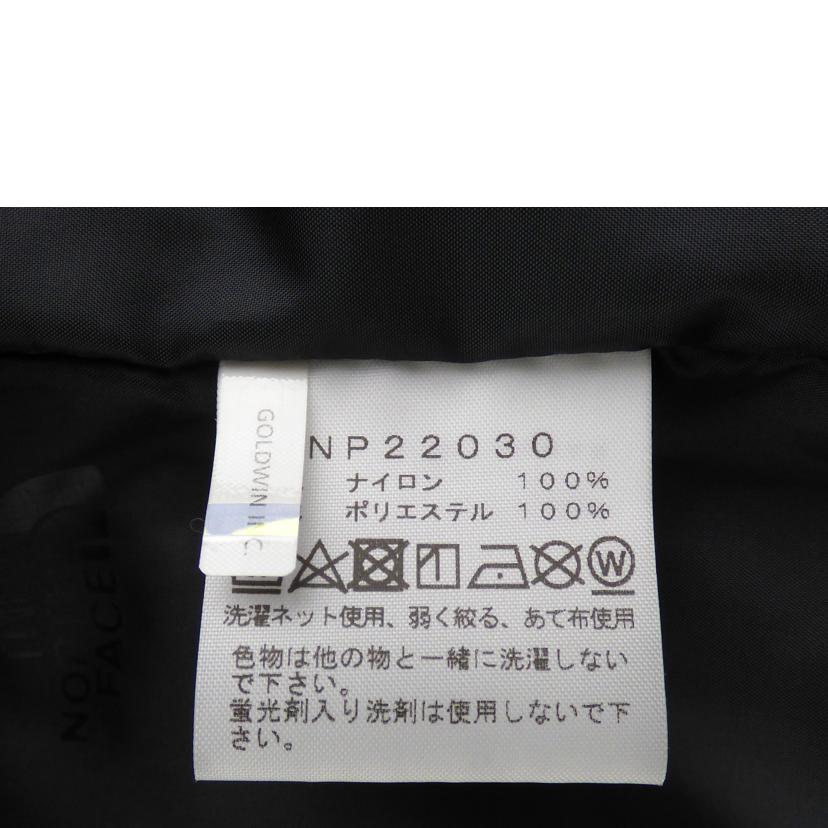 GOLDWIN INC.
NP22030
ナイロン 100%
ポリエステル 100%
W
洗濯ネット使用、弱く絞る、あて布使用
色物は他の物と一緒に洗濯しない
で下さい。
蛍光剤入り洗剤は使用しないで下
さい。
FACE